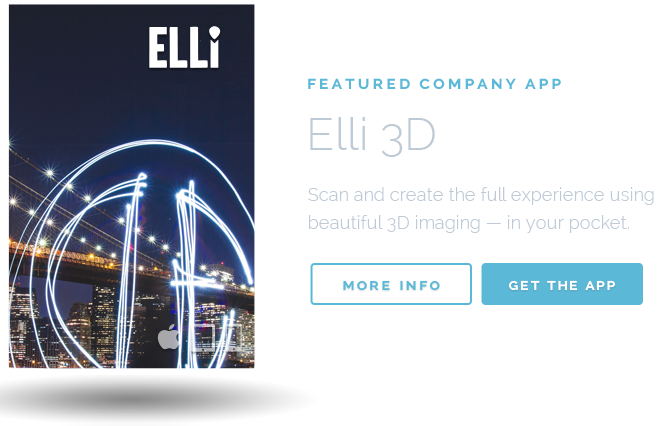 ELLi
FEATURED COMPANY APP
Elli 3D
Scan and create the full experience using
beautiful 3D imaging — in your pocket.
MORE INFO
GET THE APP